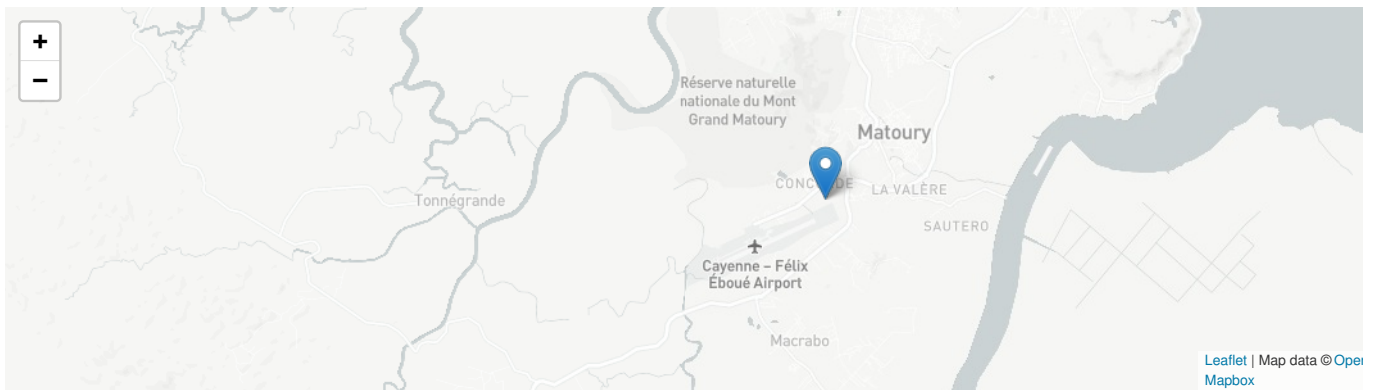 +
−
Réserve naturelle
nationale du Mont
Grand Matoury
Matoury
LA VALÈRE
Tonnégrande
SAUTERO
Cayenne – Félix
Éboué Airport
Macrabo
Leaflet | Map data © Oper
Mapbox